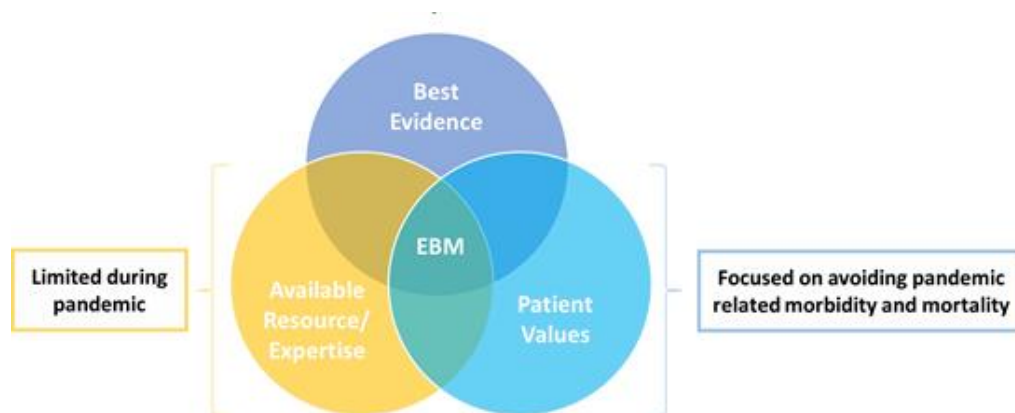 Best
Evidence
EBM
Limited during
pandemic
Available
Resource/
Expertise
Patient
Values
Focused on avoiding pandemic
related morbidity and mortality